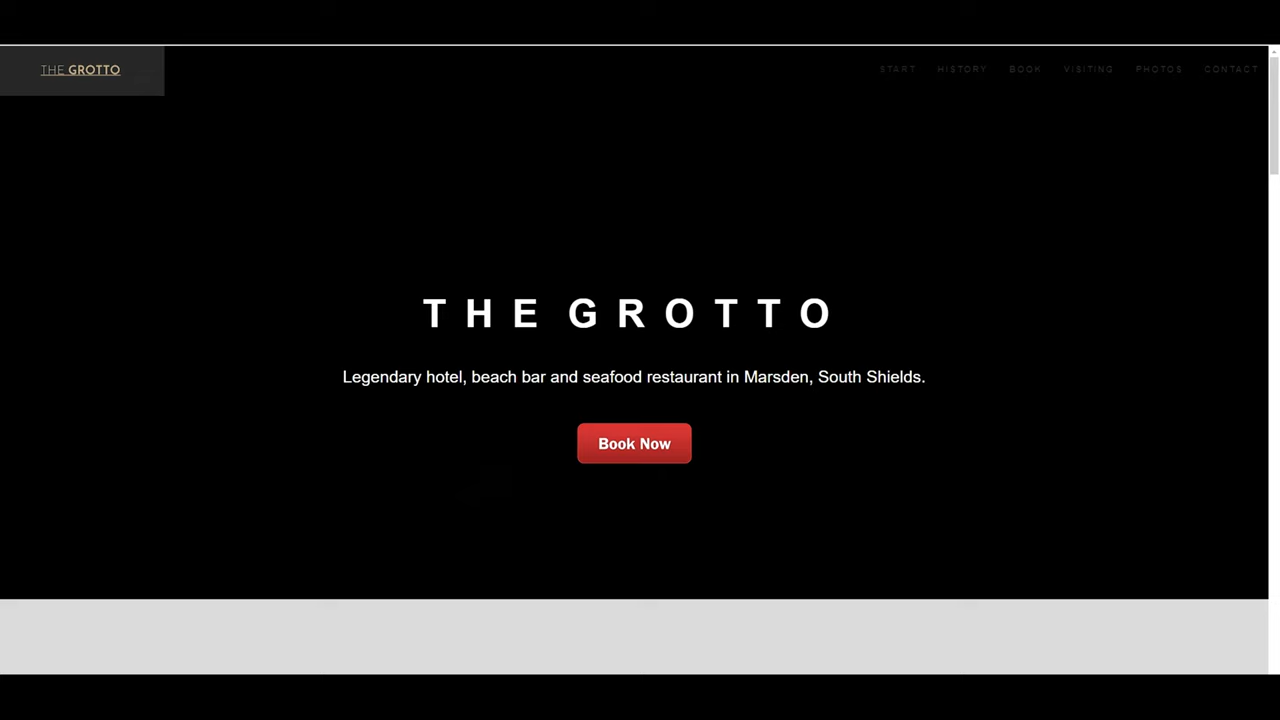 THE GROTTO
START HISTORY BOOK VISITING PHOTOS CONTACT
THE GROTTO
Legendary hotel, beach bar and seafood restaurant in Marsden, South Shields.
Book Now